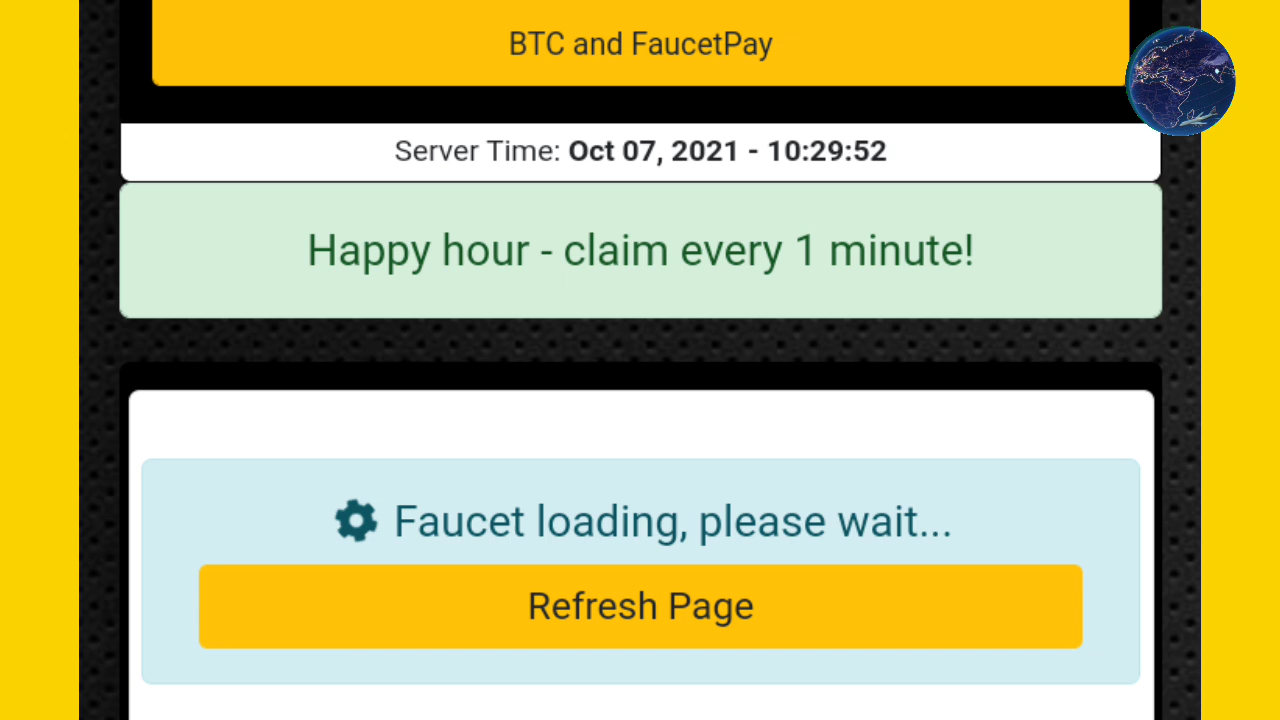 BTC and FaucetPay
Server Time: Oct 07, 2021 - 10:29:52
Happy hour - claim every 1 minute!
Faucet loading, please wait...
Refresh Page